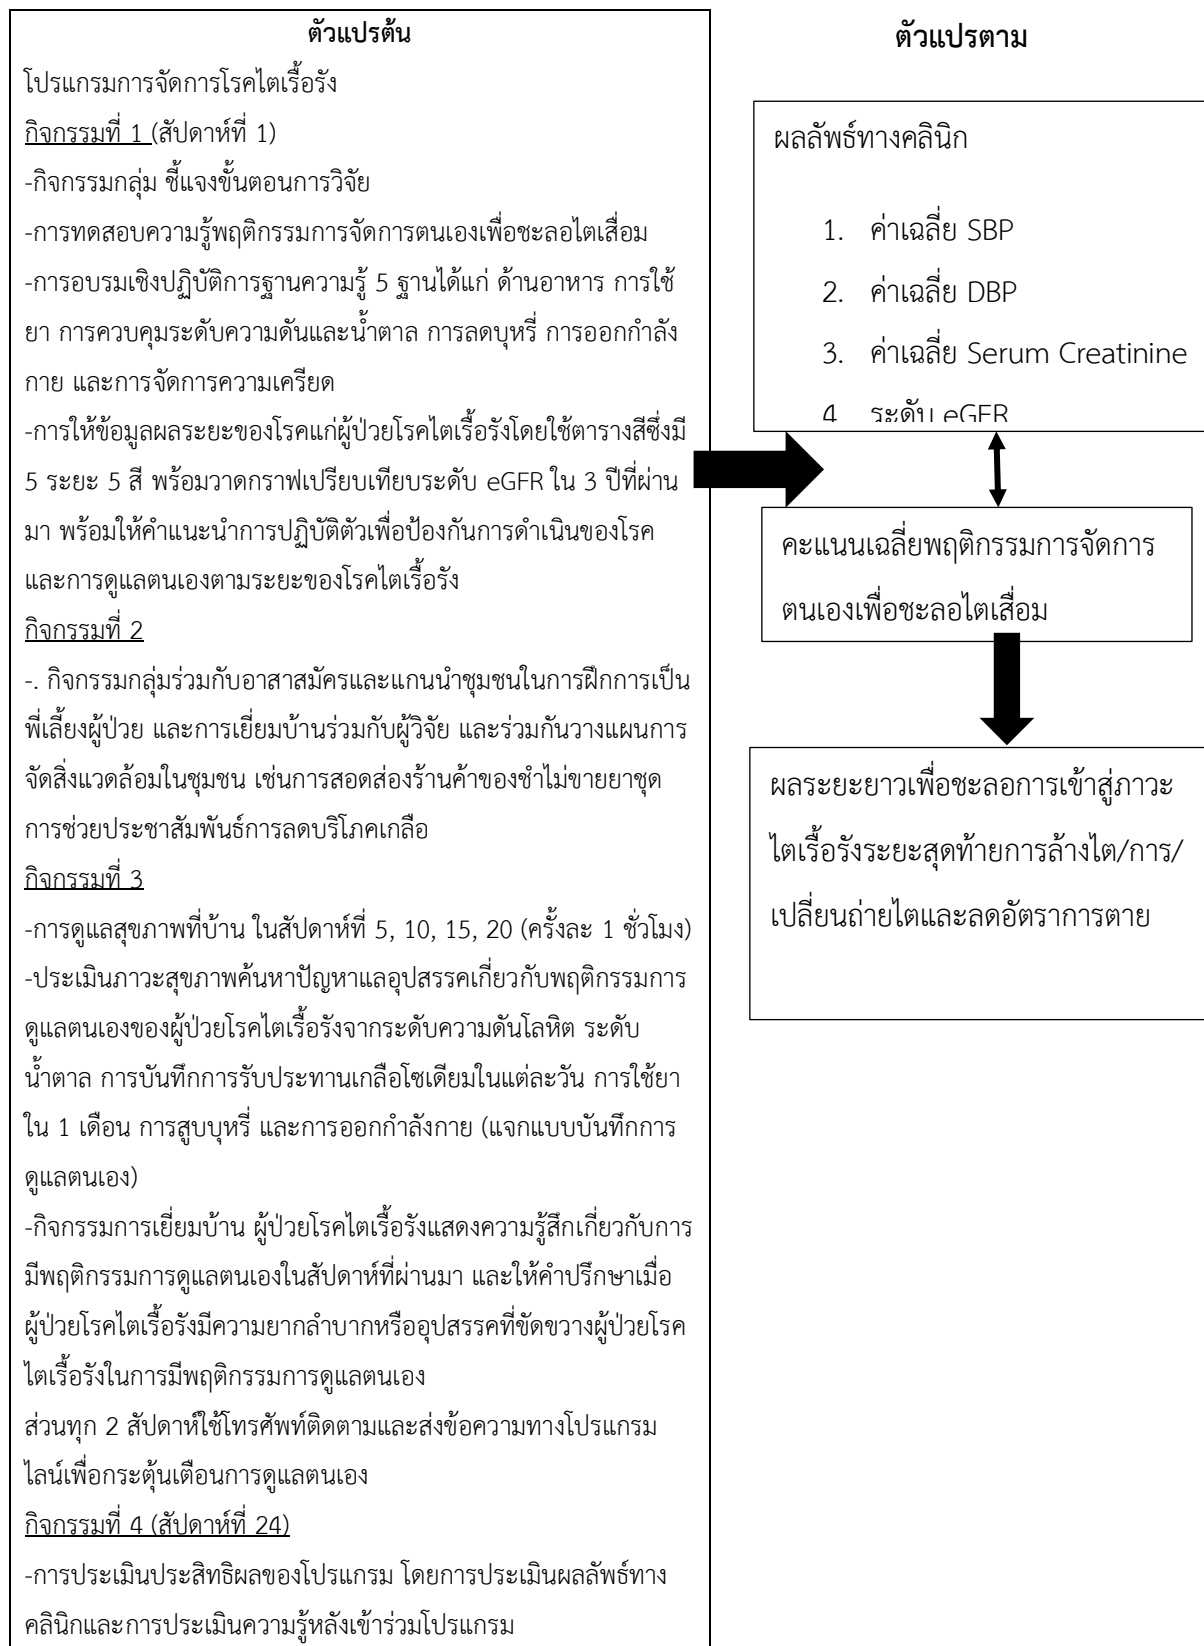 ตัวแปรต้น
โปรแกรมการจัดการโรคไตเรื้อรัง
กิจกรรมที่ 1 (สัปดาห์ที่ 1)
-กิจกรรมกลุ่ม ชี้แจงขั้นตอนการวิจัย
-การทดสอบความรู้พฤติกรรมการจัดการตนเองเพื่อชะลอไตเสื่อม
-การอบรมเชิงปฏิบัติการฐานความรู้ 5 ฐานได้แก่ ด้านอาหาร การใช้
ยา การควบคุมระดับความดันและน้ำตาล การลดบุหรี่ การออกกำลัง
กาย และการจัดการความเครียด
-การให้ข้อมูลผลระยะของโรคแก่ผู้ป่วยโรคไตเรื้อรังโดยใช้ตารางสีซึ่งมี
5 ระยะ 5 สี พร้อมวาดกราฟเปรียบเทียบระดับ eGFR ใน 3 ปีที่ผ่าน
มา พร้อมให้คำแนะนำการปฏิบัติตัวเพื่อป้องกันการดำเนินของโรค
และการดูแลตนเองตามระยะของโรคไตเรื้อรัง
กิจกรรมที่ 2
-. กิจกรรมกลุ่มร่วมกับอาสาสมัครและแกนนำชุมชนในการฝึกการเป็น
พี่เลี้ยงผู้ป่วย และการเยี่ยมบ้านร่วมกับผู้วิจัย และร่วมกันวางแผนการ
จัดสิ่งแวดล้อมในชุมชน เช่นการสอดส่องร้านค้าของชำไม่ขายยาชุด
การช่วยประชาสัมพันธ์การลดบริโภคเกลือ
กิจกรรมที่ 3
-การดูแลสุขภาพที่บ้าน ในสัปดาห์ที่ 5, 10, 15, 20 (ครั้งละ 1 ชั่วโมง)
-ประเมินภาวะสุขภาพค้นหาปัญหาแลอุปสรรคเกี่ยวกับพฤติกรรมการ
ดูแลตนเองของผู้ป่วยโรคไตเรื้อรังจากระดับความดันโลหิต ระดับ
น้ำตาล การบันทึกการรับประทานเกลือโซเดียมในแต่ละวัน การใช้ยา
ใน 1 เดือน การสูบบุหรี่ และการออกกำลังกาย (แจกแบบบันทึกการ
ดูแลตนเอง)
-กิจกรรมการเยี่ยมบ้าน ผู้ป่วยโรคไตเรื้อรังแสดงความรู้สึกเกี่ยวกับการ
มีพฤติกรรมการดูแลตนเองในสัปดาห์ที่ผ่านมา และให้คำปรึกษาเมื่อ
ผู้ป่วยโรคไตเรื้อรังมีความยากลำบากหรืออุปสรรคที่ขัดขวางผู้ป่วยโรค
ไตเรื้อรังในการมีพฤติกรรมการดูแลตนเอง
ส่วนทุก 2 สัปดาห์ใช้โทรศัพท์ติดตามและส่งข้อความทางโปรแกรม
ไลน์เพื่อกระตุ้นเตือนการดูแลตนเอง
กิจกรรมที่ 4 (สัปดาห์ที่ 24)
-การประเมินประสิทธิผลของโปรแกรม โดยการประเมินผลลัพธ์ทาง
คลินิกและการประเมินความรู้หลังเข้าร่วมโปรแกรม
ตัวแปรตาม
ผลลัพธ์ทางคลินิก
1. ค่าเฉลี่ย SBP
2. ค่าเฉลี่ย DBP
3. ค่าเฉลี่ย Serum Creatinine
4 ระดับ eGFR
คะแนนเฉลี่ยพฤติกรรมการจัดการ
ตนเองเพื่อชะลอไตเสื่อม
ผลระยะยาวเพื่อชะลอการเข้าสู่ภาวะ
ไตเรื้อรังระยะสุดท้ายการล้างไต/การ/
เปลี่ยนถ่ายไตและลดอัตราการตาย